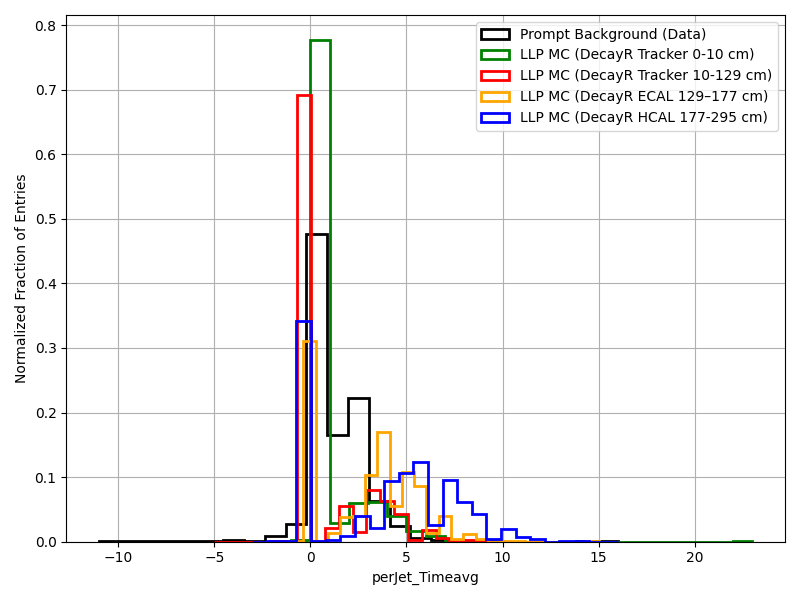 Prompt Background (Data)
LLP MC (DecayR Tracker 0-10 cm)
LLP MC (DecayR Tracker 10-129 cm)
LLP MC (DecayR ECAL 129–177 cm)
LLP MC (DecayR HCAL 177-295 cm)
Normalized Fraction of Entries
0.8
0.7
0.6
0.5
0.4
0.3
0.2
0.1
0.0
−10
−5
0
5
10
15
20
perJet_Timeavg